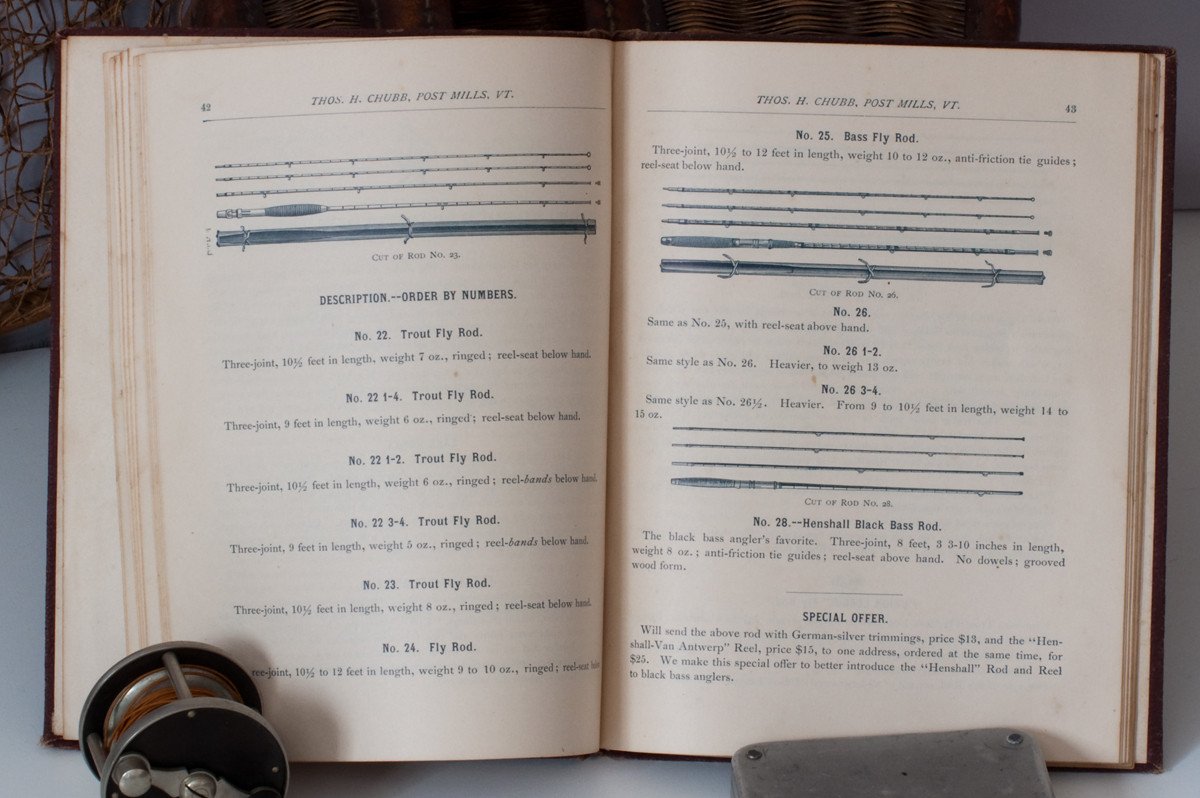 42
THOS. H. CHUBB, POST MILLS, VT.
CUT OF ROD No. 23.
DESCRIPTION.--ORDER BY NUMBERS.
No. 22. Trout Fly Rod.
Three-joint, 10½ feet in length, weight 7 oz., ringed; reel-seat below hand.
No. 22 1-4. Trout Fly Rod.
Three-joint, 9 feet in length, weight 6 oz., ringed; reel-seat below hand.
No. 22 1-2. Trout Fly Rod.
Three-joint, 10½ feet in length, weight 6 oz., ringed; reel-bands below hand.
No. 22 3-4. Trout Fly Rod.
Three-joint, 9 feet in length, weight 5 oz., ringed; reel-bands below hand.
No. 23. Trout Fly Rod.
Three-joint, 10½ feet in length, weight 8 oz., ringed; reel-seat below hand.
No. 24. Fly Rod.
ree-joint, 10½ to 12 feet in length, weight 9 to 10 oz., ringed; reel-seat below
THOS. H. CHUBB, POST MILLS, VT.
43
No. 25. Bass Fly Rod.
Three-joint, 10½ to 12 feet in length, weight 10 to 12 oz., anti-friction tie guides;
reel-seat below hand.
CUT OF ROD No. 26.
No. 26.
Same as No. 25, with reel-seat above hand.
No. 26 1-2.
Same style as No. 26. Heavier, to weigh 13 oz.
No. 26 3-4.
Same style as No. 26½. Heavier. From 9 to 10½ feet in length, weight 14 to
15 oz.
CUT OF ROD No. 28.
No. 28.--Henshall Black Bass Rod.
The black bass angler's favorite. Three-joint, 8 feet, 3 3-10 inches in length,
weight 8 oz.; anti-friction tie guides; reel-seat above hand. No dowels; grooved
wood form.
SPECIAL OFFER.
Will send the above rod with German-silver trimmings, price $13, and the "Hen-
shall-Van Antwerp" Reel, price $15, to one address, ordered at the same time, for
$25. We make this special offer to better introduce the "Henshall" Rod and Reel
to black bass anglers.